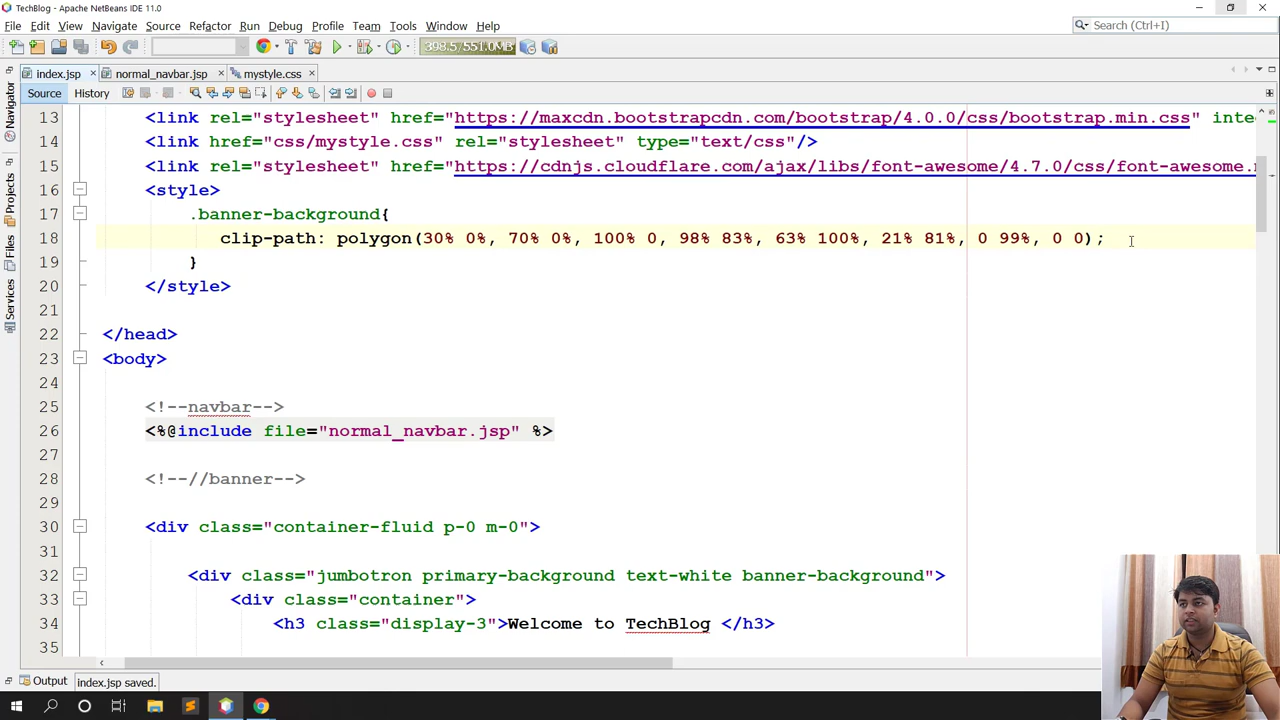 TechBlog - Apache NetBeans IDE 11.0
File Edit View Navigate Source Refactor Run Debug Profile Team Tools Window Help
Search (Ctrl+I)
398.5/551.0MB
index.jsp normal_navbar.jsp mystyle.css
Source History
Navigator
Projects
Files
Services
13 <link rel="stylesheet" href="https://maxcdn.bootstrapcdn.com/bootstrap/4.0.0/css/bootstrap.min.css" inte
14 <link href="css/mystyle.css" rel="stylesheet" type="text/css"/>
15 <link rel="stylesheet" href="https://cdnjs.cloudflare.com/ajax/libs/font-awesome/4.7.0/css/font-awesome.
16 <style>
17 .banner-background{
18 clip-path: polygon(30% 0%, 70% 0%, 100% 0, 98% 83%, 63% 100%, 21% 81%, 0 99%, 0 0);
19 }
20 </style>
21
22 </head>
23 <body>
24
25 <!--navbar-->
26 <%@include file="normal_navbar.jsp" %>
27
28 <!--//banner-->
29
30 <div class="container-fluid p-0 m-0">
31
32 <div class="jumbotron primary-background text-white banner-background">
33 <div class="container">
34 <h3 class="display-3">Welcome to TechBlog </h3>
35
Output index.jsp saved.